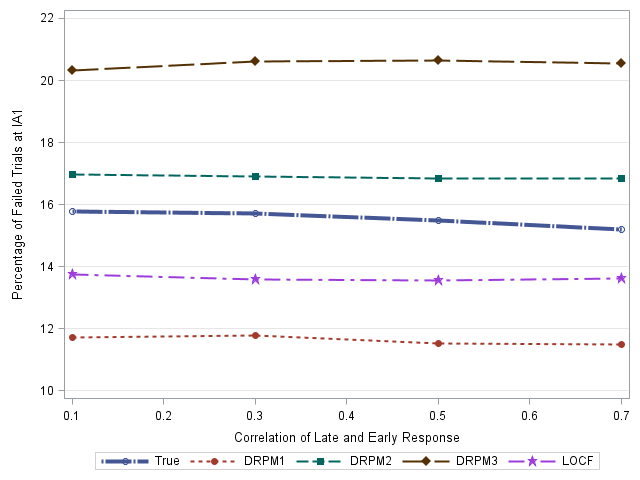 22
20
18
16
14
12
10
Percentage of Failed Trials at IA1
0.1 0.2 0.3 0.4 0.5 0.6 0.7
Correlation of Late and Early Response
True DRPM1 DRPM2 DRPM3 LOCF